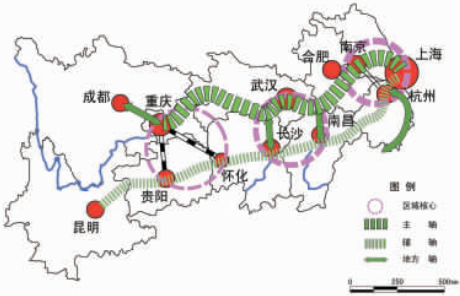 南京
合肥
上海
杭州
武汉
成都
重庆
长沙
南昌
怀化
贵阳
昆明
图 例
区域核心
主 轴
辅 轴
地方 轴
0 250 500km